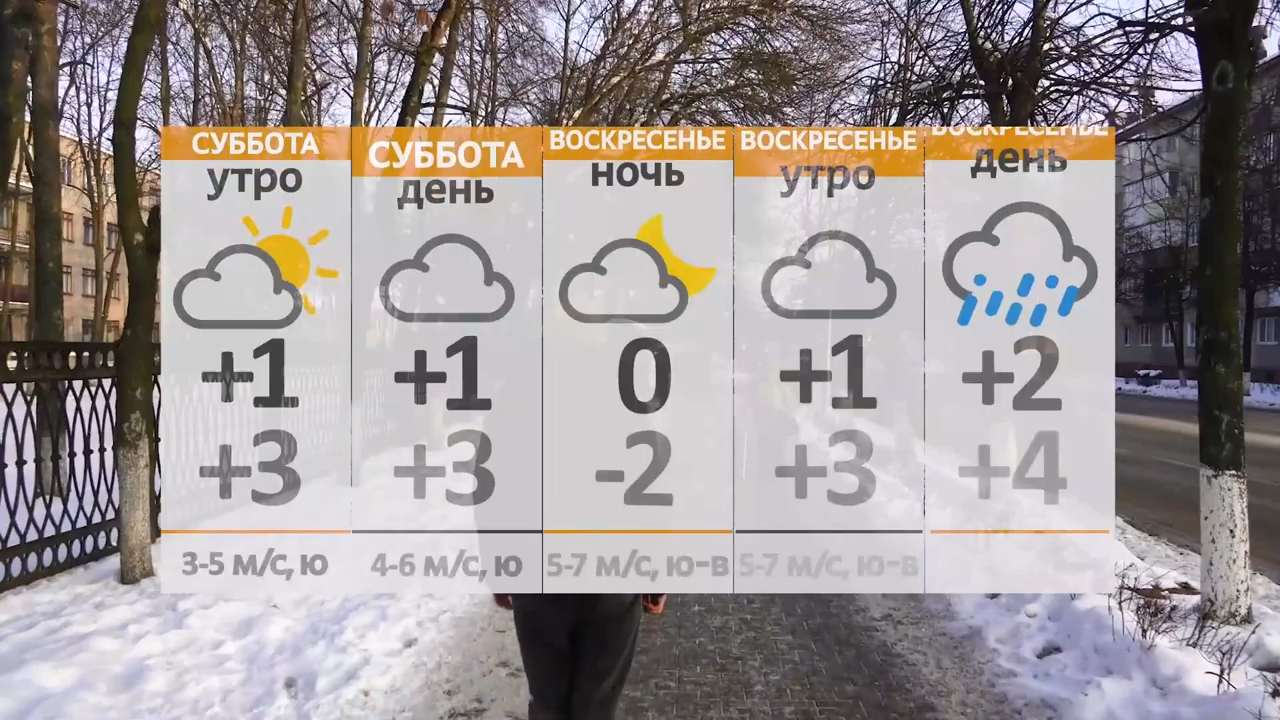 СУББОТА
утро
+1
+3
3-5 м/с, ю
СУББОТА
день
+1
+3
4-6 м/с, ю
ВОСКРЕСЕНЬЕ
ночь
0
-2
5-7 м/с, ю-в
ВОСКРЕСЕНЬЕ
утро
+1
+3
5-7 м/с, ю-в
ВОСКРЕСЕНЬЕ
день
+2
+4